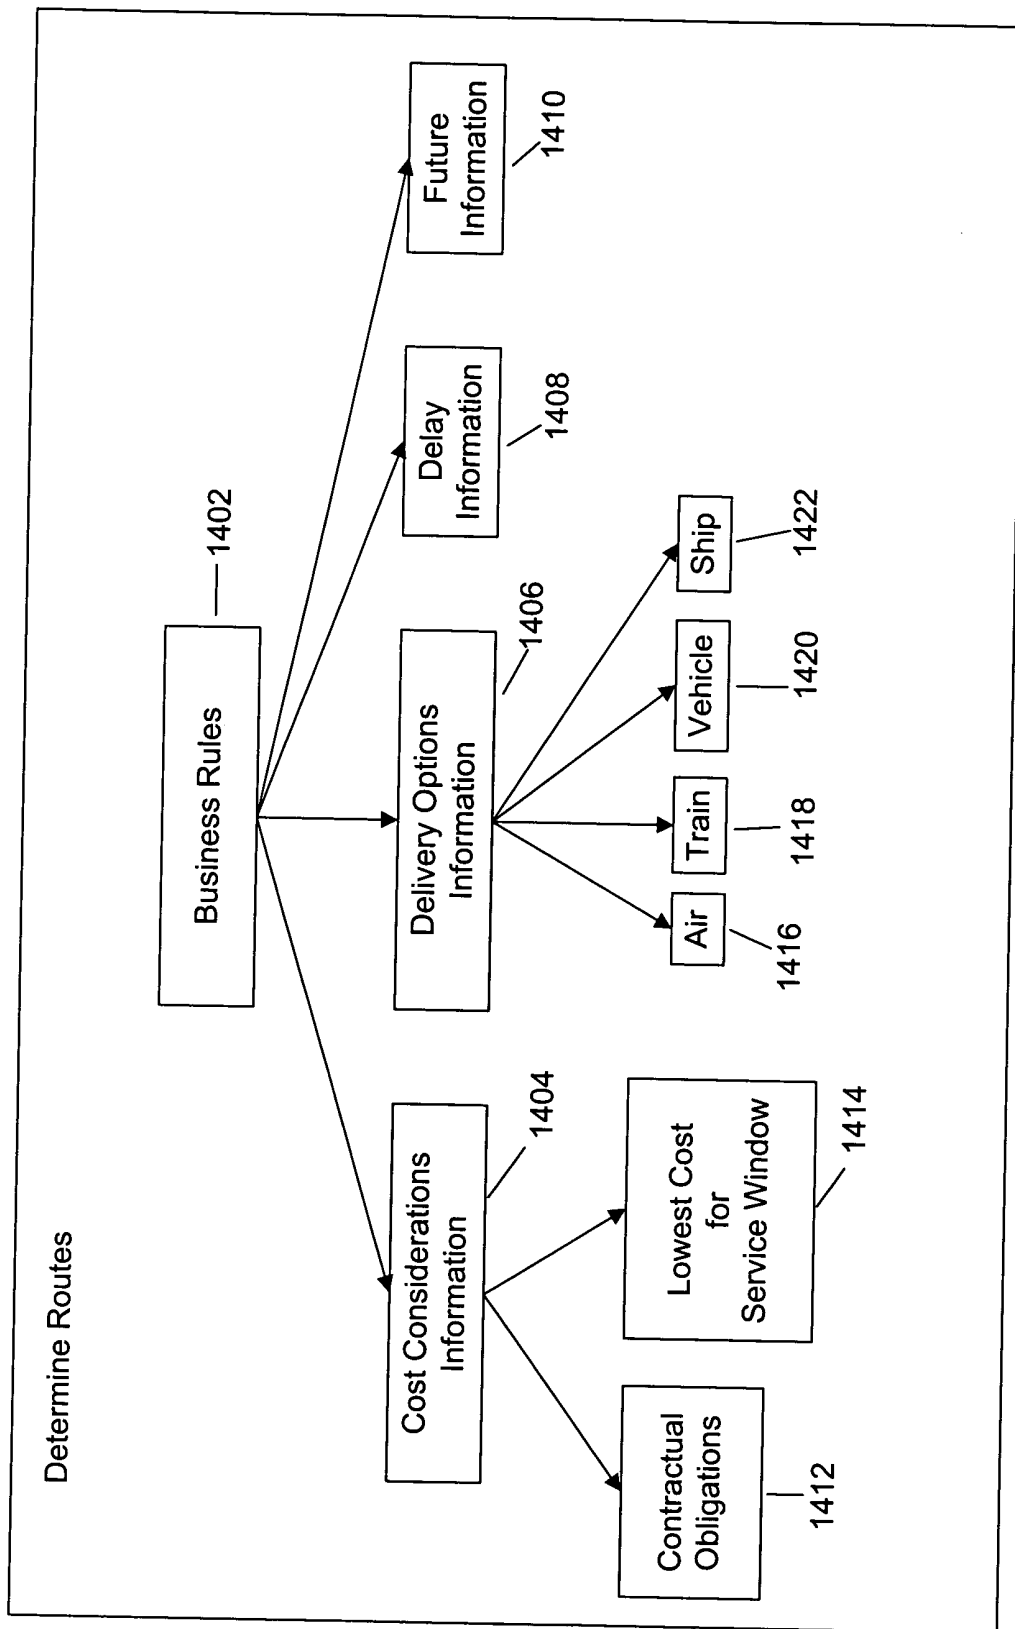 Determine Routes
Business Rules
1402
Cost Considerations
Information
1404
Delivery Options
Information
1406
Delay
Information
1408
Future
Information
1410
Contractual
Obligations
1412
Lowest Cost
for
Service Window
1414
Air
1416
Train
1418
Vehicle
1420
Ship
1422